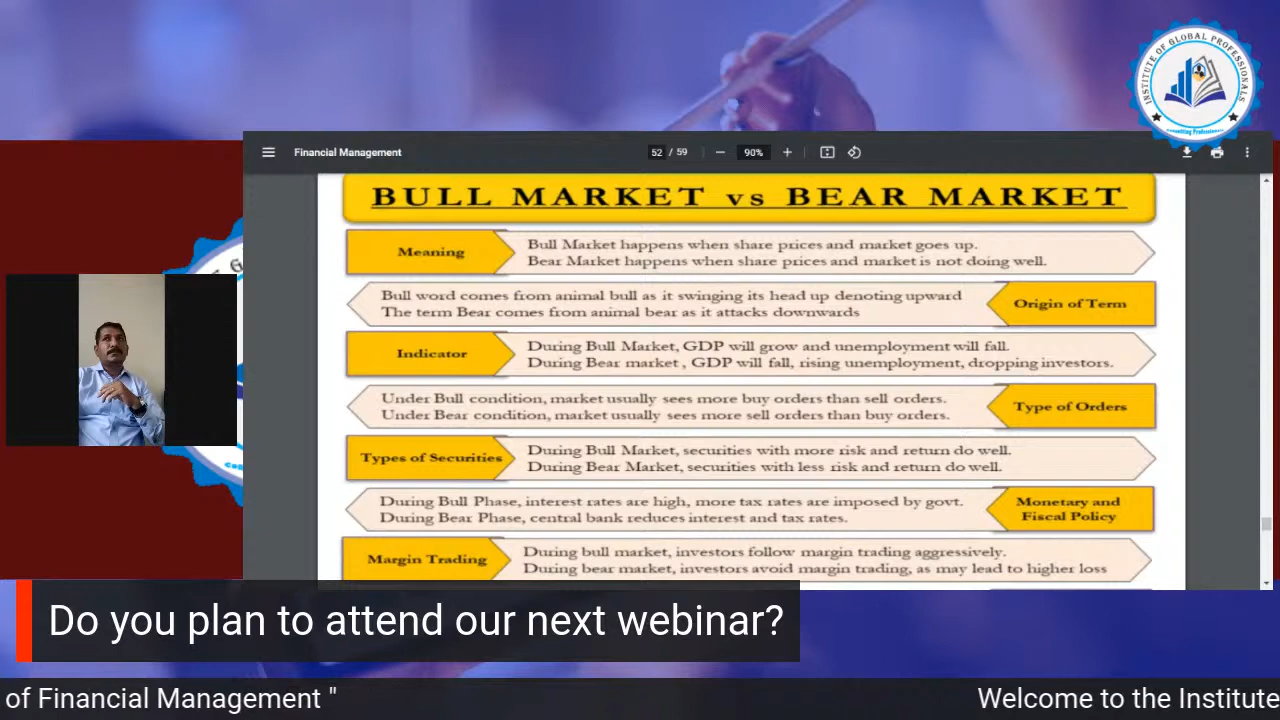 INSTITUTE OF GLOBAL PROFESSIONALS
Financial Management
52 / 59
90%
BULL MARKET vs BEAR MARKET
Meaning
Bull Market happens when share prices and market goes up.
Bear Market happens when share prices and market is not doing well.
Bull word comes from animal bull as it swinging its head up denoting upward
The term Bear comes from animal bear as it attacks downwards
Origin of Term
Indicator
During Bull Market, GDP will grow and unemployment will fall.
During Bear market , GDP will fall, rising unemployment, dropping investors.
Under Bull condition, market usually sees more buy orders than sell orders.
Under Bear condition, market usually sees more sell orders than buy orders.
Type of Orders
Types of Securities
During Bull Market, securities with more risk and return do well.
During Bear Market, securities with less risk and return do well.
During Bull Phase, interest rates are high, more tax rates are imposed by govt.
During Bear Phase, central bank reduces interest and tax rates.
Monetary and
Fiscal Policy
Margin Trading
During bull market, investors follow margin trading aggressively.
During bear market, investors avoid margin trading, as may lead to higher loss
Do you plan to attend our next webinar?
of Financial Management "
Welcome to the Institute